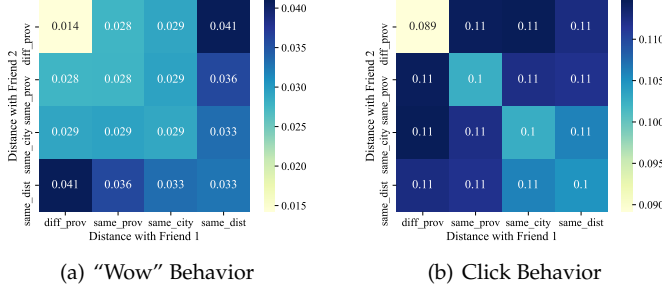 diff_prov 0.014 0.028 0.029 0.041
same_prov 0.028 0.028 0.029 0.036
same_city 0.029 0.029 0.029 0.033
same_dist 0.041 0.036 0.033 0.033
diff_prov same_prov same_city same_dist
Distance with Friend 1
Distance with Friend 2
0.040
0.035
0.030
0.025
0.020
0.015
(a) “Wow” Behavior
diff_prov 0.089 0.11 0.11 0.11
same_prov 0.11 0.1 0.11 0.11
same_city 0.11 0.11 0.1 0.11
same_dist 0.11 0.11 0.11 0.1
diff_prov same_prov same_city same_dist
Distance with Friend 1
Distance with Friend 2
0.110
0.105
0.100
0.095
0.090
(b) Click Behavior